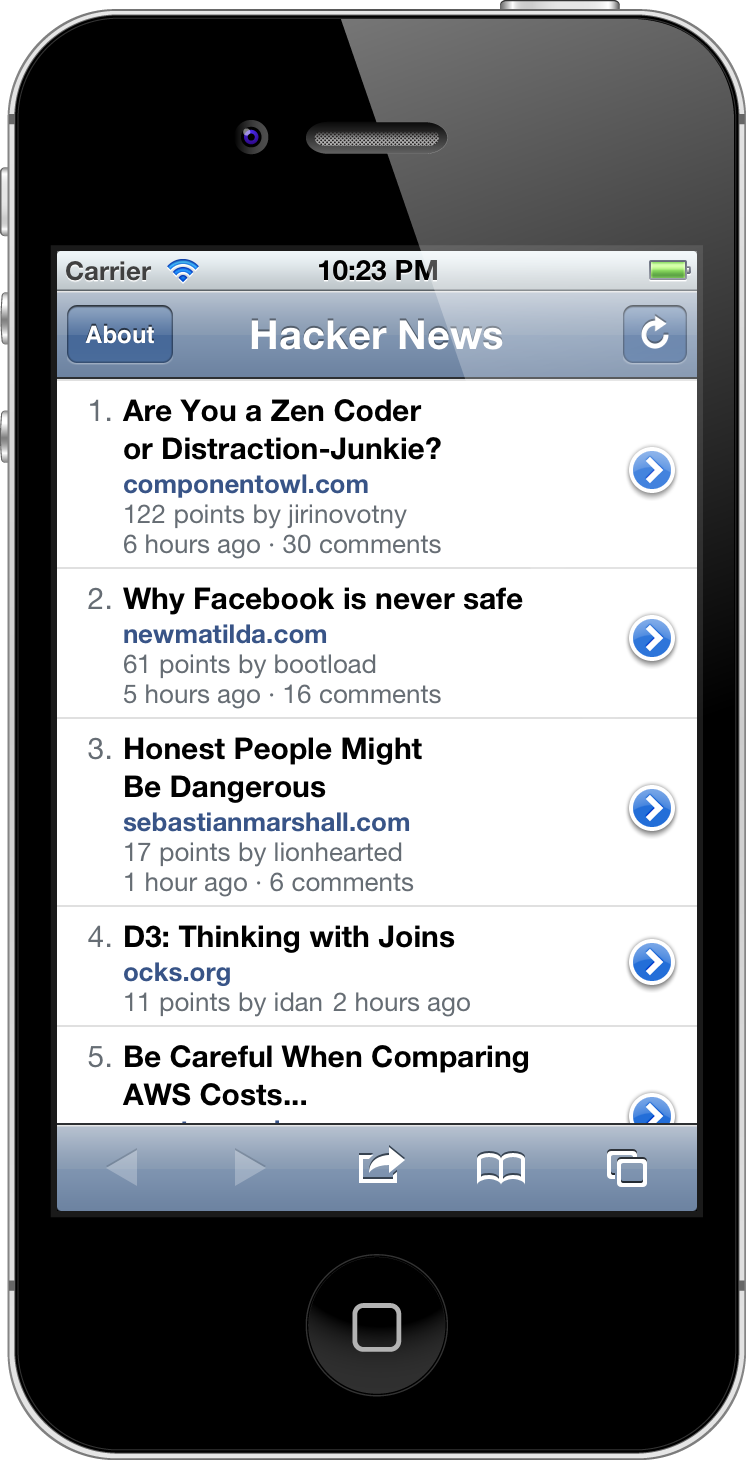 Carrier 10:23 PM
About Hacker News
1. Are You a Zen Coder
or Distraction-Junkie?
componentowl.com
122 points by jirinovotny
6 hours ago · 30 comments
2. Why Facebook is never safe
newmatilda.com
61 points by bootload
5 hours ago · 16 comments
3. Honest People Might
Be Dangerous
sebastianmarshall.com
17 points by lionhearted
1 hour ago · 6 comments
4. D3: Thinking with Joins
ocks.org
11 points by idan 2 hours ago
5. Be Careful When Comparing
AWS Costs...